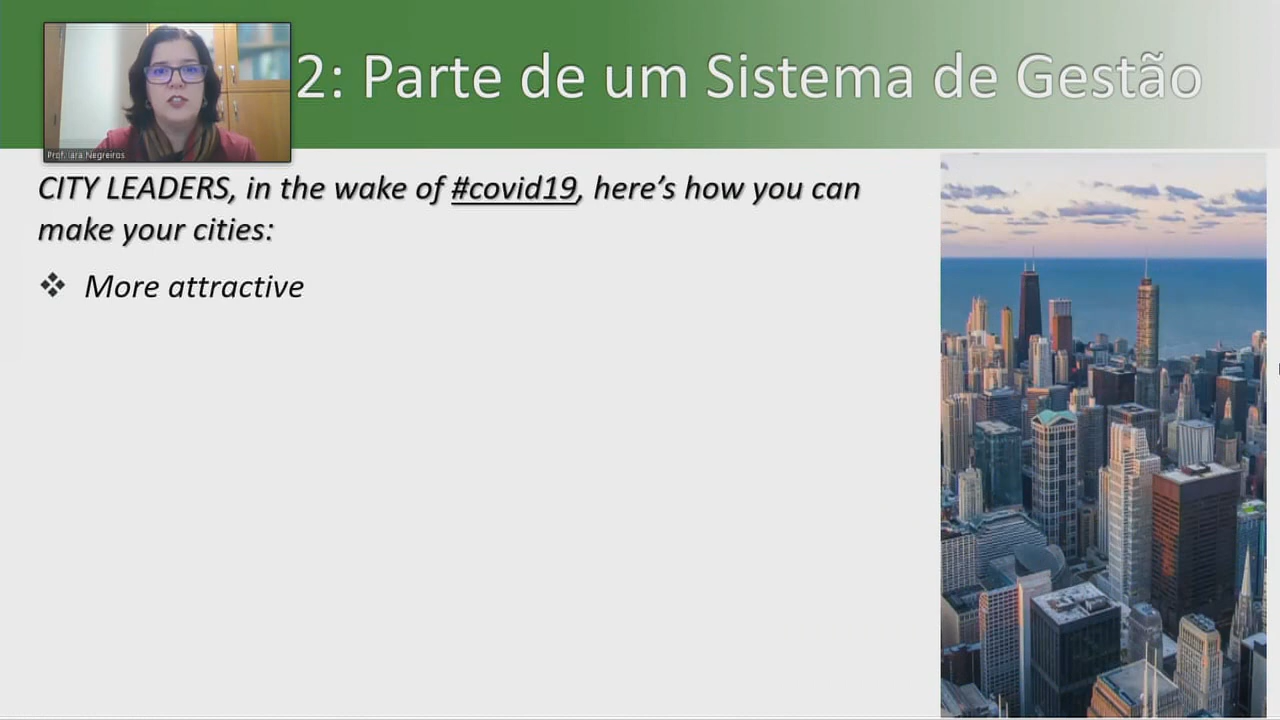 2: Parte de um Sistema de Gestão
Prof. Iara Negreiros
CITY LEADERS, in the wake of #covid19, here’s how you can
make your cities:
❖ More attractive